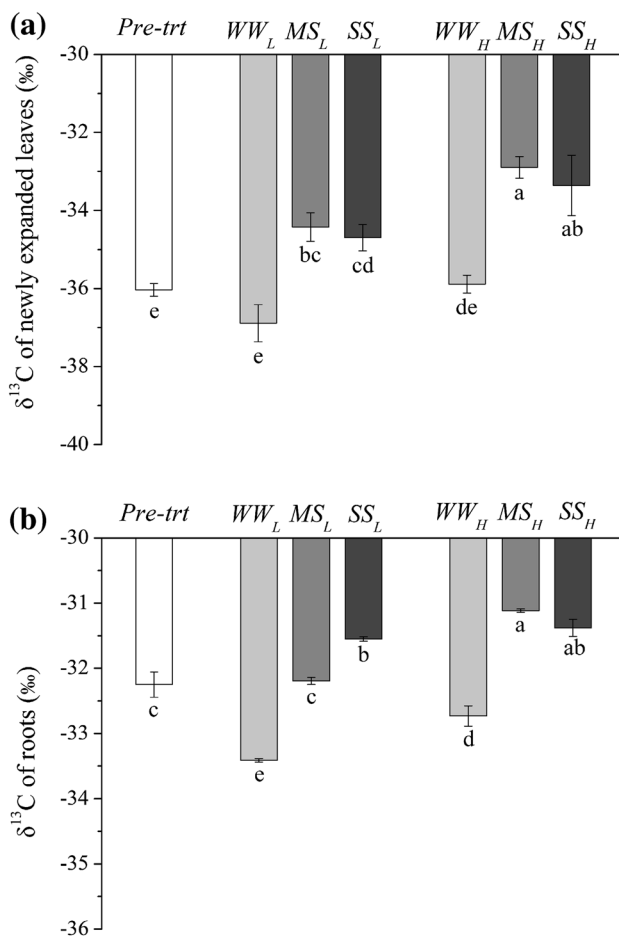 (a)
Pre-trt WW_L MS_L SS_L WW_H MS_H SS_H
-30
-32
-34
-36
-38
-40
δ¹³C of newly expanded leaves (‰)
e e bc cd de a ab
(b)
Pre-trt WW_L MS_L SS_L WW_H MS_H SS_H
-30
-31
-32
-33
-34
-35
-36
δ¹³C of roots (‰)
c e c b d a ab